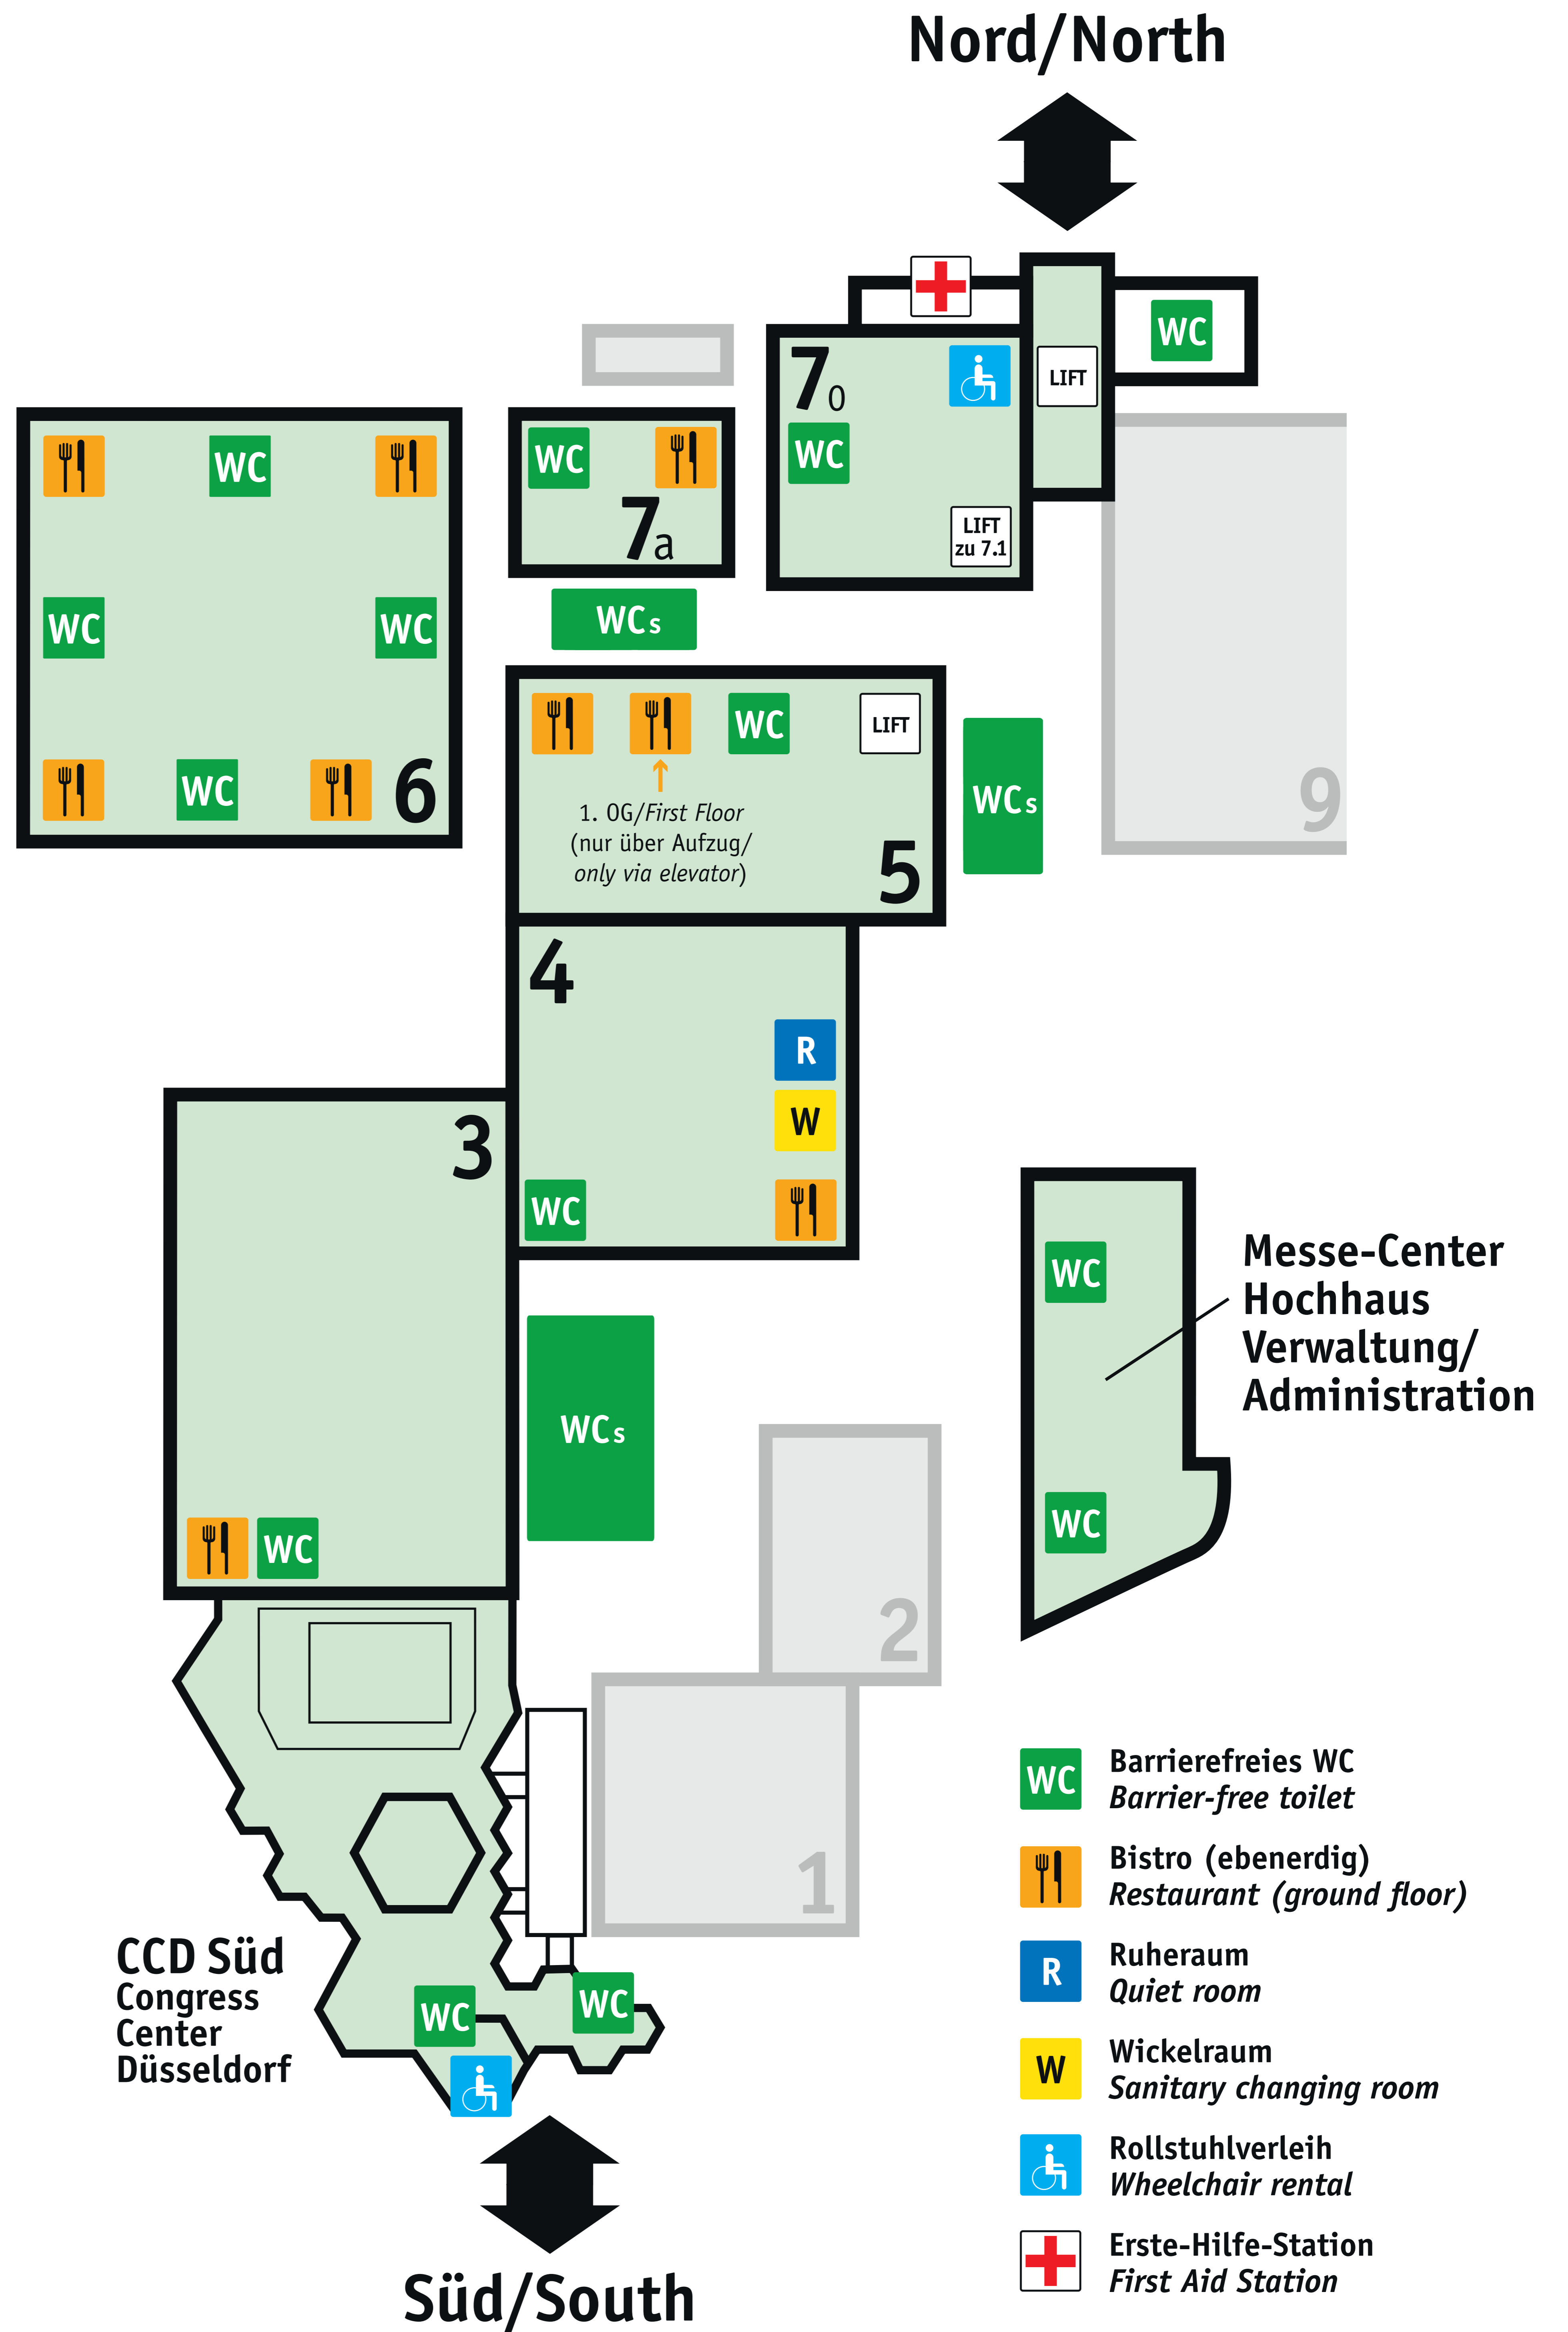 Nord/North
WC
LIFT
7 0
WC
LIFT
zu 7.1
WC
7a
WCs
WC
WC
WC
WC
6
WC
LIFT
1. OG/First Floor
(nur über Aufzug/
only via elevator)
5
WCs
9
4
R
W
WC
3
WCs
WC
WC
WC
Messe-Center
Hochhaus
Verwaltung/
Administration
2
1
CCD Süd
Congress
Center
Düsseldorf
WC
WC
Süd/South
WC
Barrierefreies WC
Barrier-free toilet
Bistro (ebenerdig)
Restaurant (ground floor)
R
Ruheraum
Quiet room
W
Wickelraum
Sanitary changing room
Rollstuhlverleih
Wheelchair rental
Erste-Hilfe-Station
First Aid Station